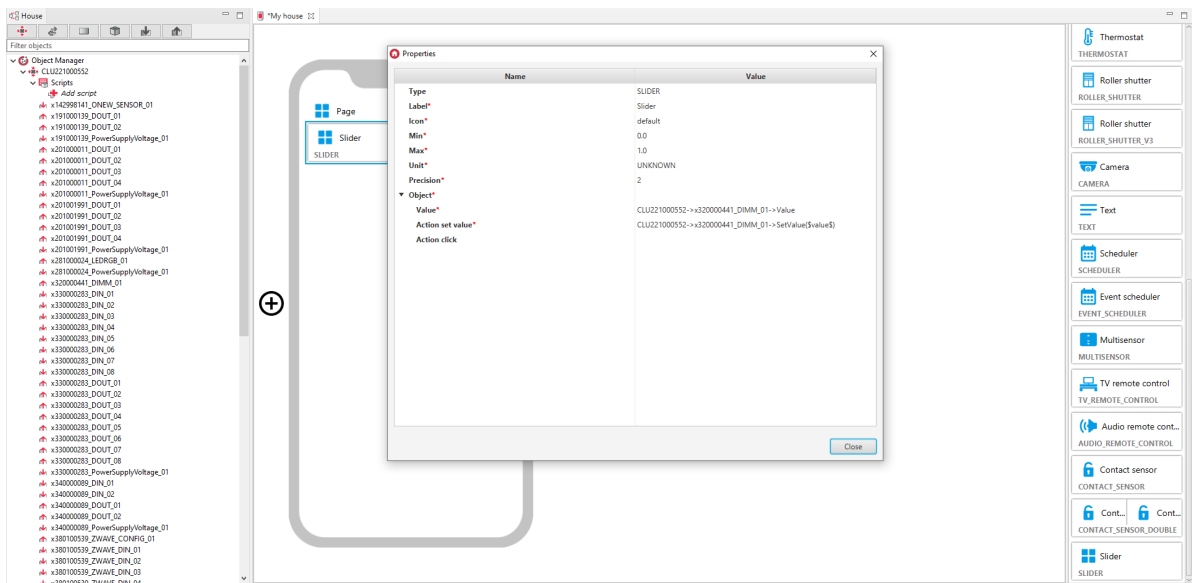 House
*My house
Filter objects
Object Manager
CLU221000552
Scripts
Add script
x142998141_ONEW_SENSOR_01
x191000139_DOUT_01
x191000139_DOUT_02
x191000139_PowerSupplyVoltage_01
x201000011_DOUT_01
x201000011_DOUT_02
x201000011_DOUT_03
x201000011_DOUT_04
x201000011_PowerSupplyVoltage_01
x201001991_DOUT_01
x201001991_DOUT_02
x201001991_DOUT_03
x201001991_DOUT_04
x201001991_PowerSupplyVoltage_01
x281000024_LEDRGB_01
x281000024_PowerSupplyVoltage_01
x320000441_DIMM_01
x330000283_DIN_01
x330000283_DIN_02
x330000283_DIN_03
x330000283_DIN_04
x330000283_DIN_05
x330000283_DIN_06
x330000283_DIN_07
x330000283_DIN_08
x330000283_DOUT_01
x330000283_DOUT_02
x330000283_DOUT_03
x330000283_DOUT_04
x330000283_DOUT_05
x330000283_DOUT_06
x330000283_DOUT_07
x330000283_DOUT_08
x330000283_PowerSupplyVoltage_01
x340000089_DIN_01
x340000089_DIN_02
x340000089_DOUT_01
x340000089_DOUT_02
x340000089_PowerSupplyVoltage_01
x380100539_ZWAVE_CONFIG_01
x380100539_ZWAVE_DIN_01
x380100539_ZWAVE_DIN_02
x380100539_ZWAVE_DIN_03
x380100539_ZWAVE_DIN_04
Page
Slider
SLIDER
Properties
Name Value
Type SLIDER
Label* Slider
Icon* default
Min* 0.0
Max* 1.0
Unit* UNKNOWN
Precision* 2
Object*
Value* CLU221000552->x320000441_DIMM_01->Value
Action set value* CLU221000552->x320000441_DIMM_01->SetValue($value$)
Action click
Close
Thermostat
THERMOSTAT
Roller shutter
ROLLER_SHUTTER
Roller shutter
ROLLER_SHUTTER_V3
Camera
CAMERA
Text
TEXT
Scheduler
SCHEDULER
Event scheduler
EVENT_SCHEDULER
Multisensor
MULTISENSOR
TV remote control
TV_REMOTE_CONTROL
Audio remote cont...
AUDIO_REMOTE_CONTROL
Contact sensor
CONTACT_SENSOR
Cont... Cont...
CONTACT_SENSOR_DOUBLE
Slider
SLIDER